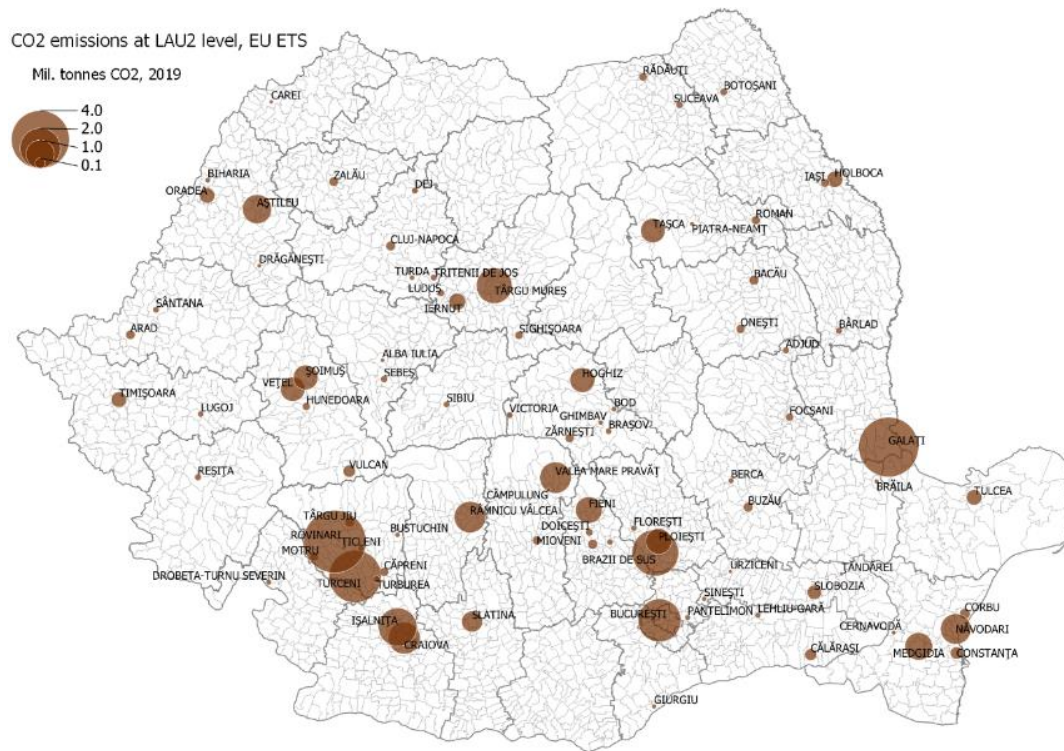 CO2 emissions at LAU2 level, EU ETS
Mil. tonnes CO2, 2019
4.0
2.0
1.0
0.1
RĂDĂUȚI
BOTOȘANI
SUCEAVA
CAREI
BIHARIA
ZALĂU
DEJ
IAȘI
HOLBOCA
ORADEA
AȘTILEU
TAȘCA
ROMAN
PIATRA-NEAMȚ
CLUJ-NAPOCA
DRĂGĂNEȘTI
TURDA
TRITENII DE JOS
BACĂU
LUDUȘ
TÂRGU MUREȘ
IERNUT
SÂNTANA
ARAD
SIGHIȘOARA
ONEȘTI
BÂRLAD
ADJUD
ALBA IULIA
ȘOIMUȘ
SEBEȘ
HOGHIZ
VEȚEL
TIMIȘOARA
HUNEDOARA
SIBIU
BOD
LUGOJ
VICTORIA
GHIMBAV
FOCȘANI
BRAȘOV
ZĂRNEȘTI
GALAȚI
VULCAN
VALEA MARE PRAVĂȚ
REȘIȚA
BERCA
BRĂILA
CÂMPULUNG
TULCEA
FIENI
BUZĂU
RÂMNICU VÂLCEA
TÂRGU JIU
BUSTUCHIN
DOICEȘTI
FLOREȘTI
ROVINARI
MIOVENI
PLOIEȘTI
ȚICLENI
MOTRU
BRAZII DE SUS
CĂPRENI
URZICENI
ȚĂNDĂREI
DROBETA-TURNU SEVERIN
TURCENI
TURBUREA
SINEȘTI
SLOBOZIA
IȘALNIȚA
SLATINA
BUCUREȘTI
PANTELIMON
LEHLIU-GARĂ
CORBU
CERNAVODĂ
NĂVODARI
CRAIOVA
CĂLĂRAȘI
MEDGIDIA
CONSTANȚA
GIURGIU